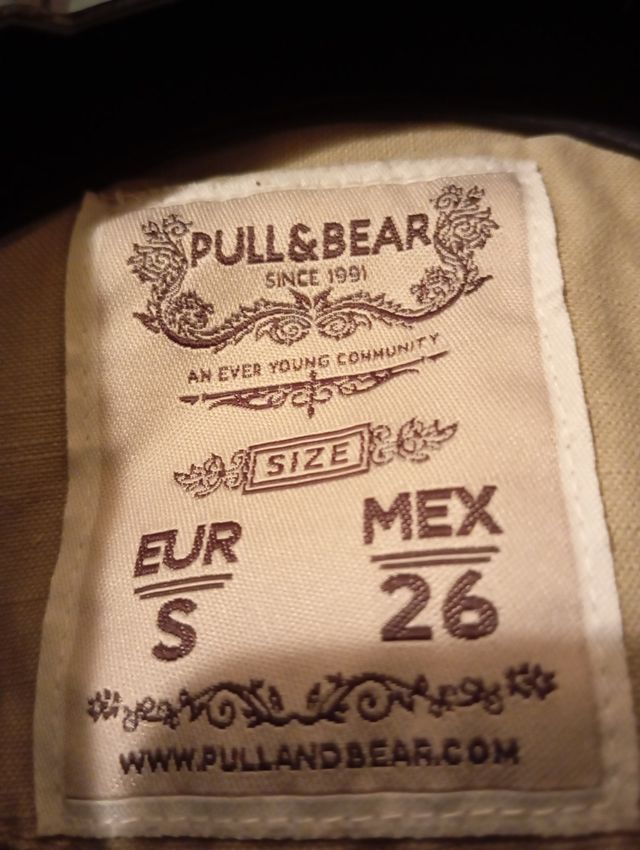 PULL&BEAR
SINCE 1991
AN EVER YOUNG COMMUNITY
SIZE
EUR MEX
S 26
WWW.PULLANDBEAR.COM